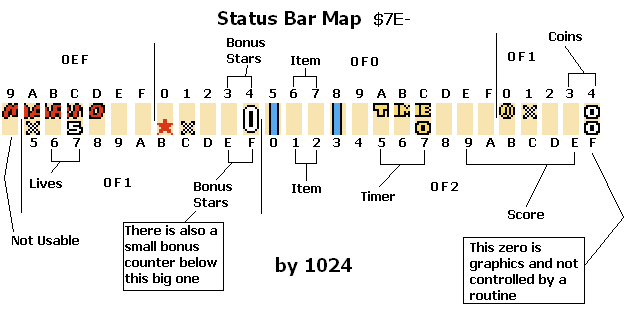 Status Bar Map $7E-
Bonus Stars
Coins
0EF
Item
0F0
0F1
9 A B C D E F 0 1 2 3 4 5 6 7 8 9 A B C D E F 0 1 2 3 4
MARIO TIME
5 6 7 8 9 A B C D E F 0 1 2 3 4 5 6 7 8 9 A B C D E F
Lives
0F1
Bonus Stars
Item
Timer
0F2
Score
Not Usable
There is also a
small bonus
counter below
this big one
by 1024
This zero is
graphics and not
controlled by a
routine